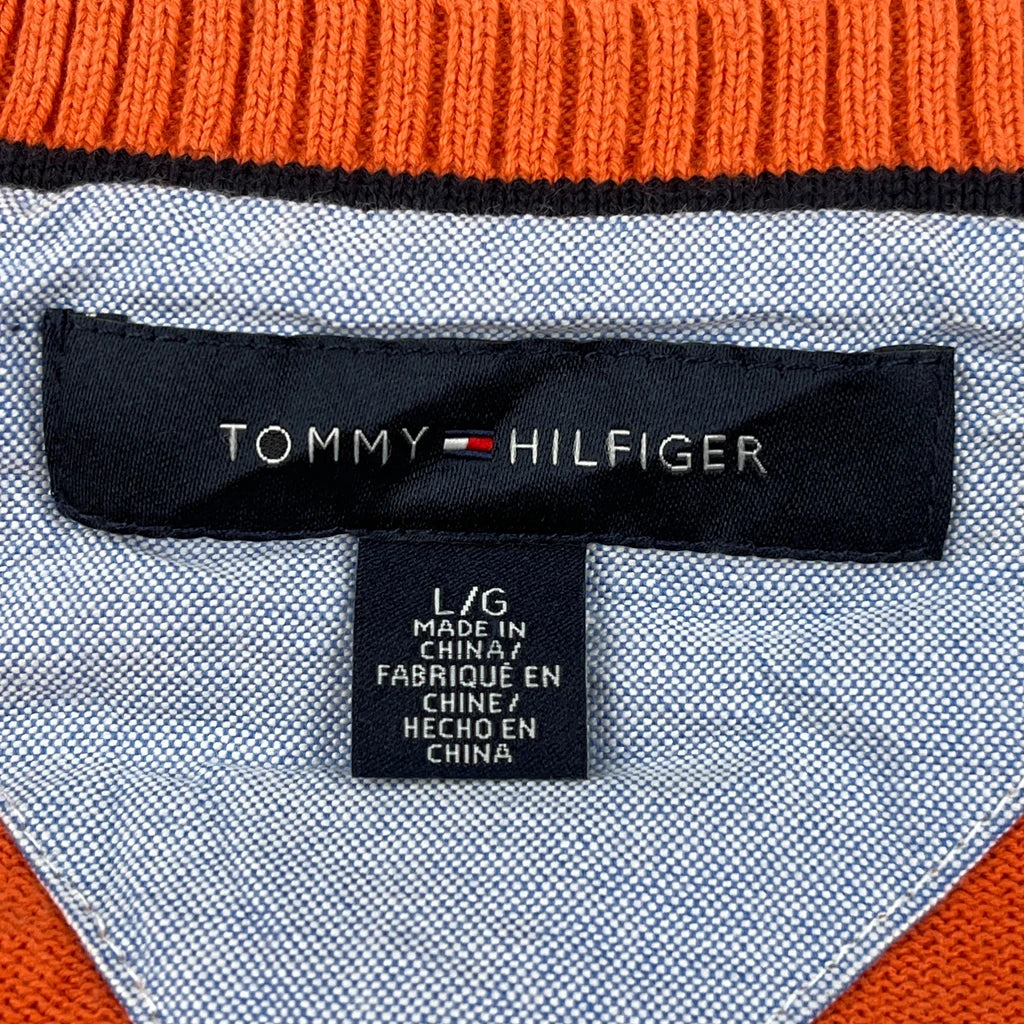 TOMMY HILFIGER
L/G
MADE IN
CHINA/
FABRIQUÉ EN
CHINE/
HECHO EN
CHINA